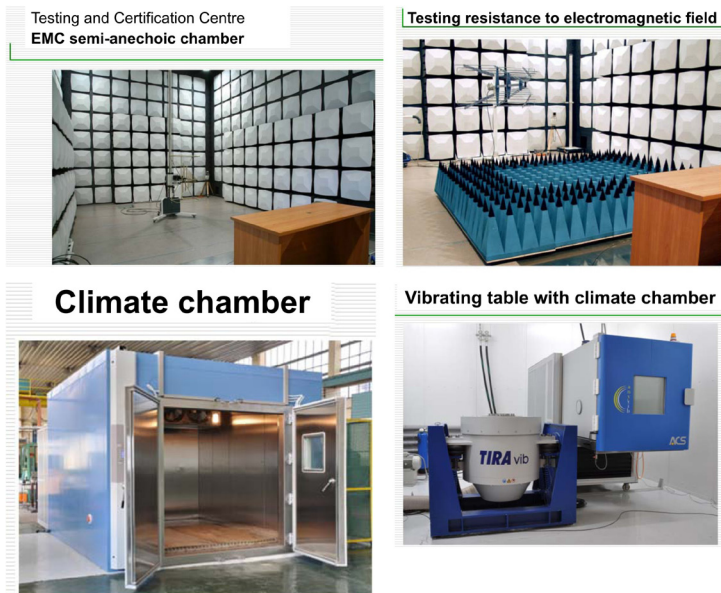 Testing and Certification Centre
EMC semi-anechoic chamber
Testing resistance to electromagnetic field
Climate chamber
Vibrating table with climate chamber
TIRA vib
ACS